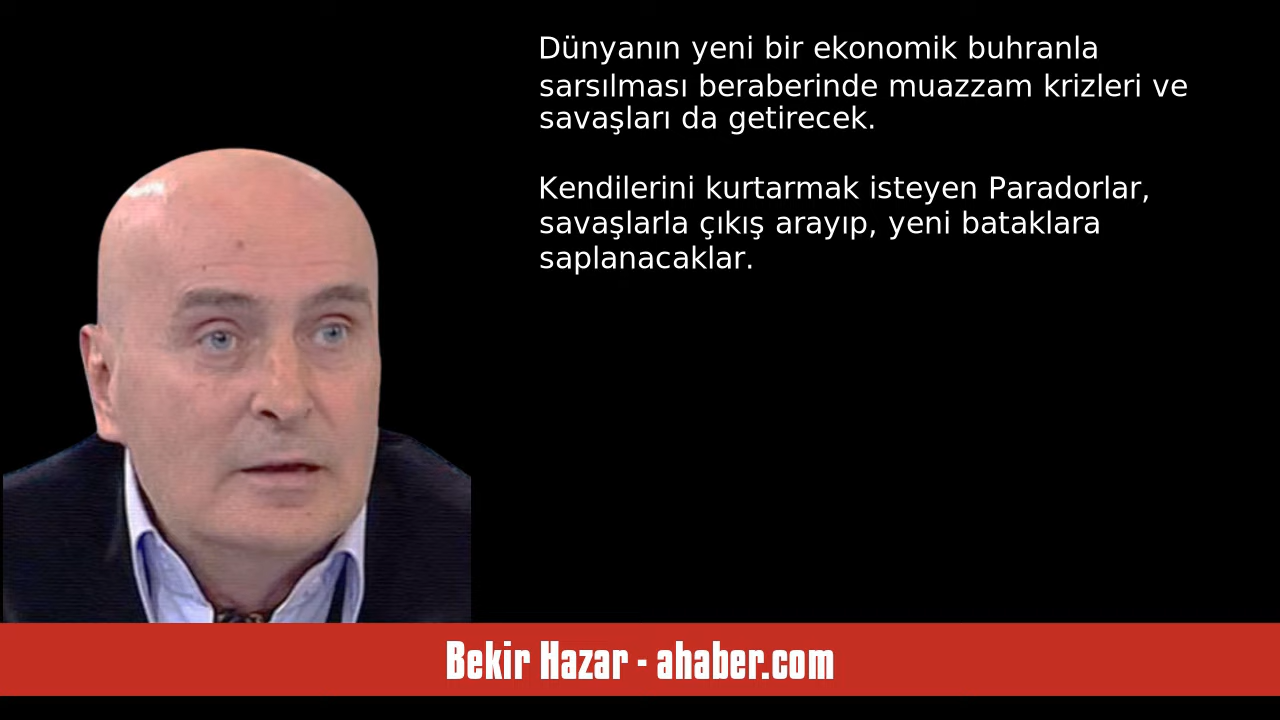 Dünyanın yeni bir ekonomik buhranla
sarsılması beraberinde muazzam krizleri ve
savaşları da getirecek.
Kendilerini kurtarmak isteyen Paradorlar,
savaşlarla çıkış arayıp, yeni bataklara
saplanacaklar.
Bekir Hazar - ahaber.com